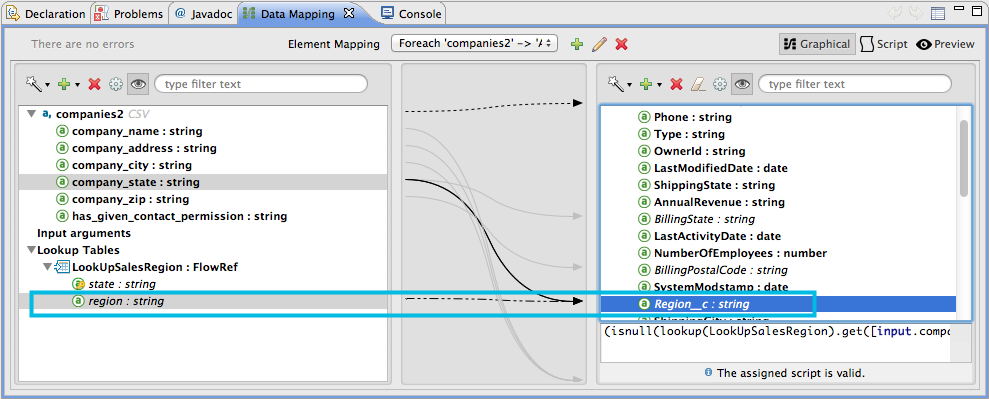 Declaration Problems @ Javadoc Data Mapping Console
There are no errors Element Mapping Foreach 'companies2' -> 'A Graphical Script Preview
type filter text
a, companies2 CSV
company_name : string
company_address : string
company_city : string
company_state : string
company_zip : string
has_given_contact_permission : string
Input arguments
Lookup Tables
LookUpSalesRegion : FlowRef
state : string
region : string
type filter text
Phone : string
Type : string
OwnerId : string
LastModifiedDate : date
ShippingState : string
AnnualRevenue : string
BillingState : string
LastActivityDate : date
NumberOfEmployees : number
BillingPostalCode : string
SystemModstamp : date
Region__c : string
ShippingCity : string
(isnull(lookup(LookUpSalesRegion).get([input.compa
The assigned script is valid.